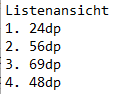 Listenansicht
1. 24dp
2. 56dp
3. 69dp
4. 48dp